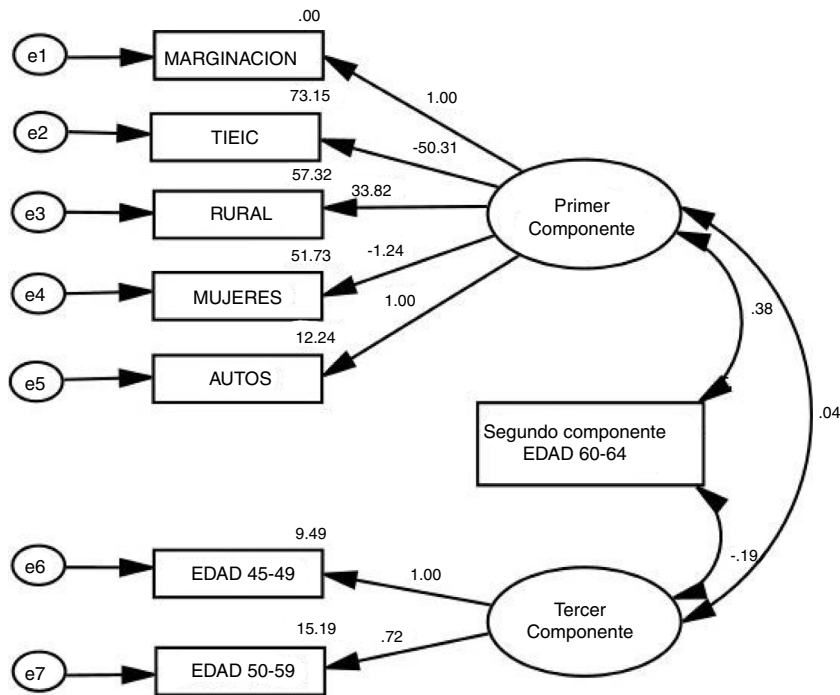 .00
e1
MARGINACION
1.00
73.15
e2
TIEIC
-50.31
57.32
33.82
e3
RURAL
Primer
Componente
51.73
-1.24
e4
MUJERES
1.00
.38
12.24
e5
AUTOS
.04
Segundo componente
EDAD 60-64
9.49
-.19
e6
EDAD 45-49
1.00
Tercer
Componente
15.19
.72
e7
EDAD 50-59